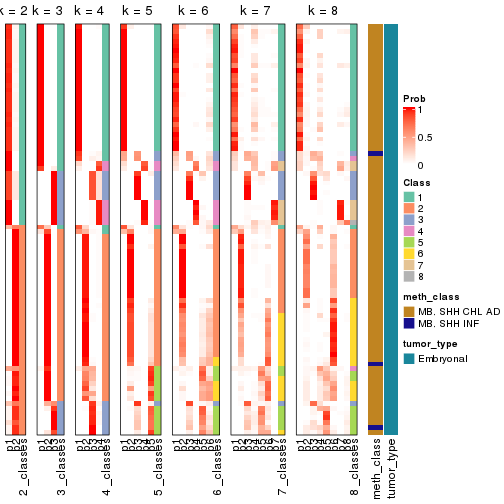 k = 2 k = 3 k = 4 k = 5 k = 6 k = 7 k = 8
Prob
1
0.5
0
Class
1
2
3
4
5
6
7
8
meth_class
MB. SHH CHL AD
MB. SHH INF
tumor_type
Embryonal
p1 p2 2_classes p1 p2 p3 3_classes p1 p2 p3 p4 4_classes p1 p2 p3 p4 p5 5_classes p1 p2 p3 p4 p5 p6 6_classes p1 p2 p3 p4 p5 p6 p7 7_classes p1 p2 p3 p4 p5 p6 p7 p8 8_classes meth_class tumor_type